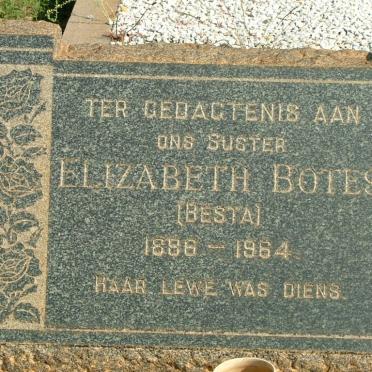 TER GEDAGTENIS AAN
ONS SUSTER
ELIZABETH BOTES
(BESTA)
1886 – 1964.
HAAR LEWE WAS DIENS.